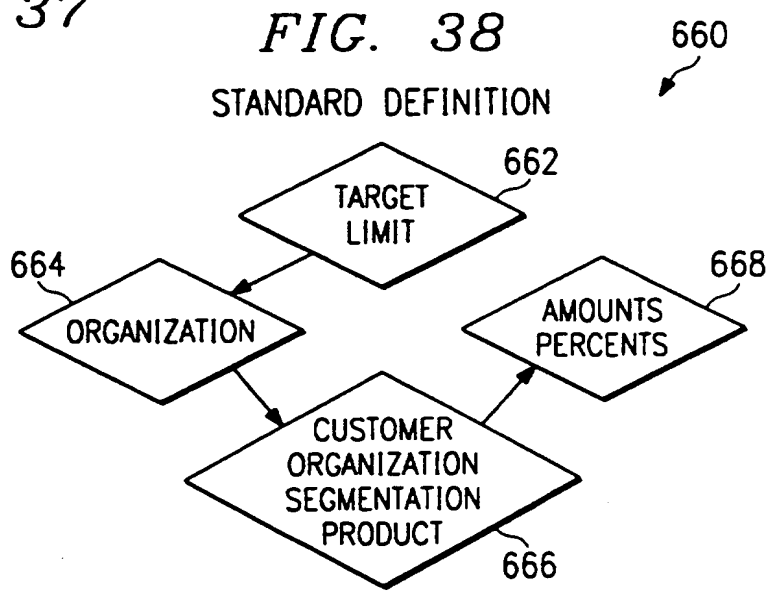 37
FIG. 38
660
STANDARD DEFINITION
662
TARGET
LIMIT
664
ORGANIZATION
668
AMOUNTS
PERCENTS
CUSTOMER
ORGANIZATION
SEGMENTATION
PRODUCT
666